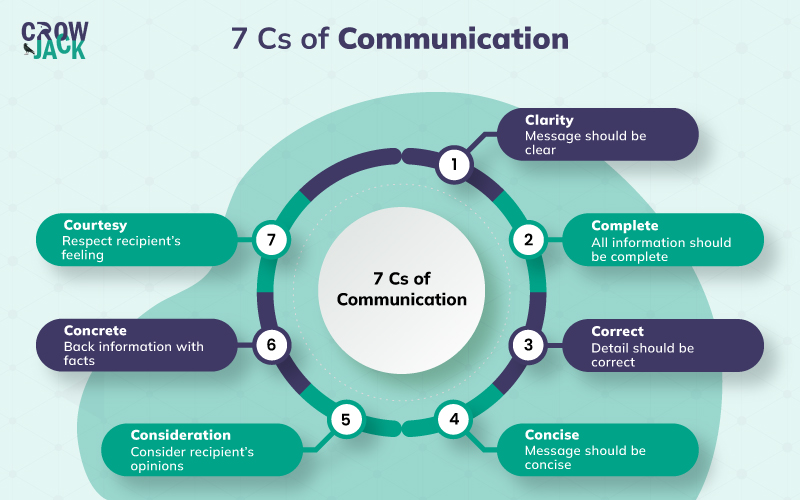 CROW
JACK
7 Cs of Communication
1
Clarity
Message should be
clear
2
Complete
All information should
be complete
3
Correct
Detail should be
correct
4
Concise
Message should be
concise
5
Consideration
Consider recipient's
opinions
6
Concrete
Back information with
facts
7
Courtesy
Respect recipient's
feeling
7 Cs of
Communication